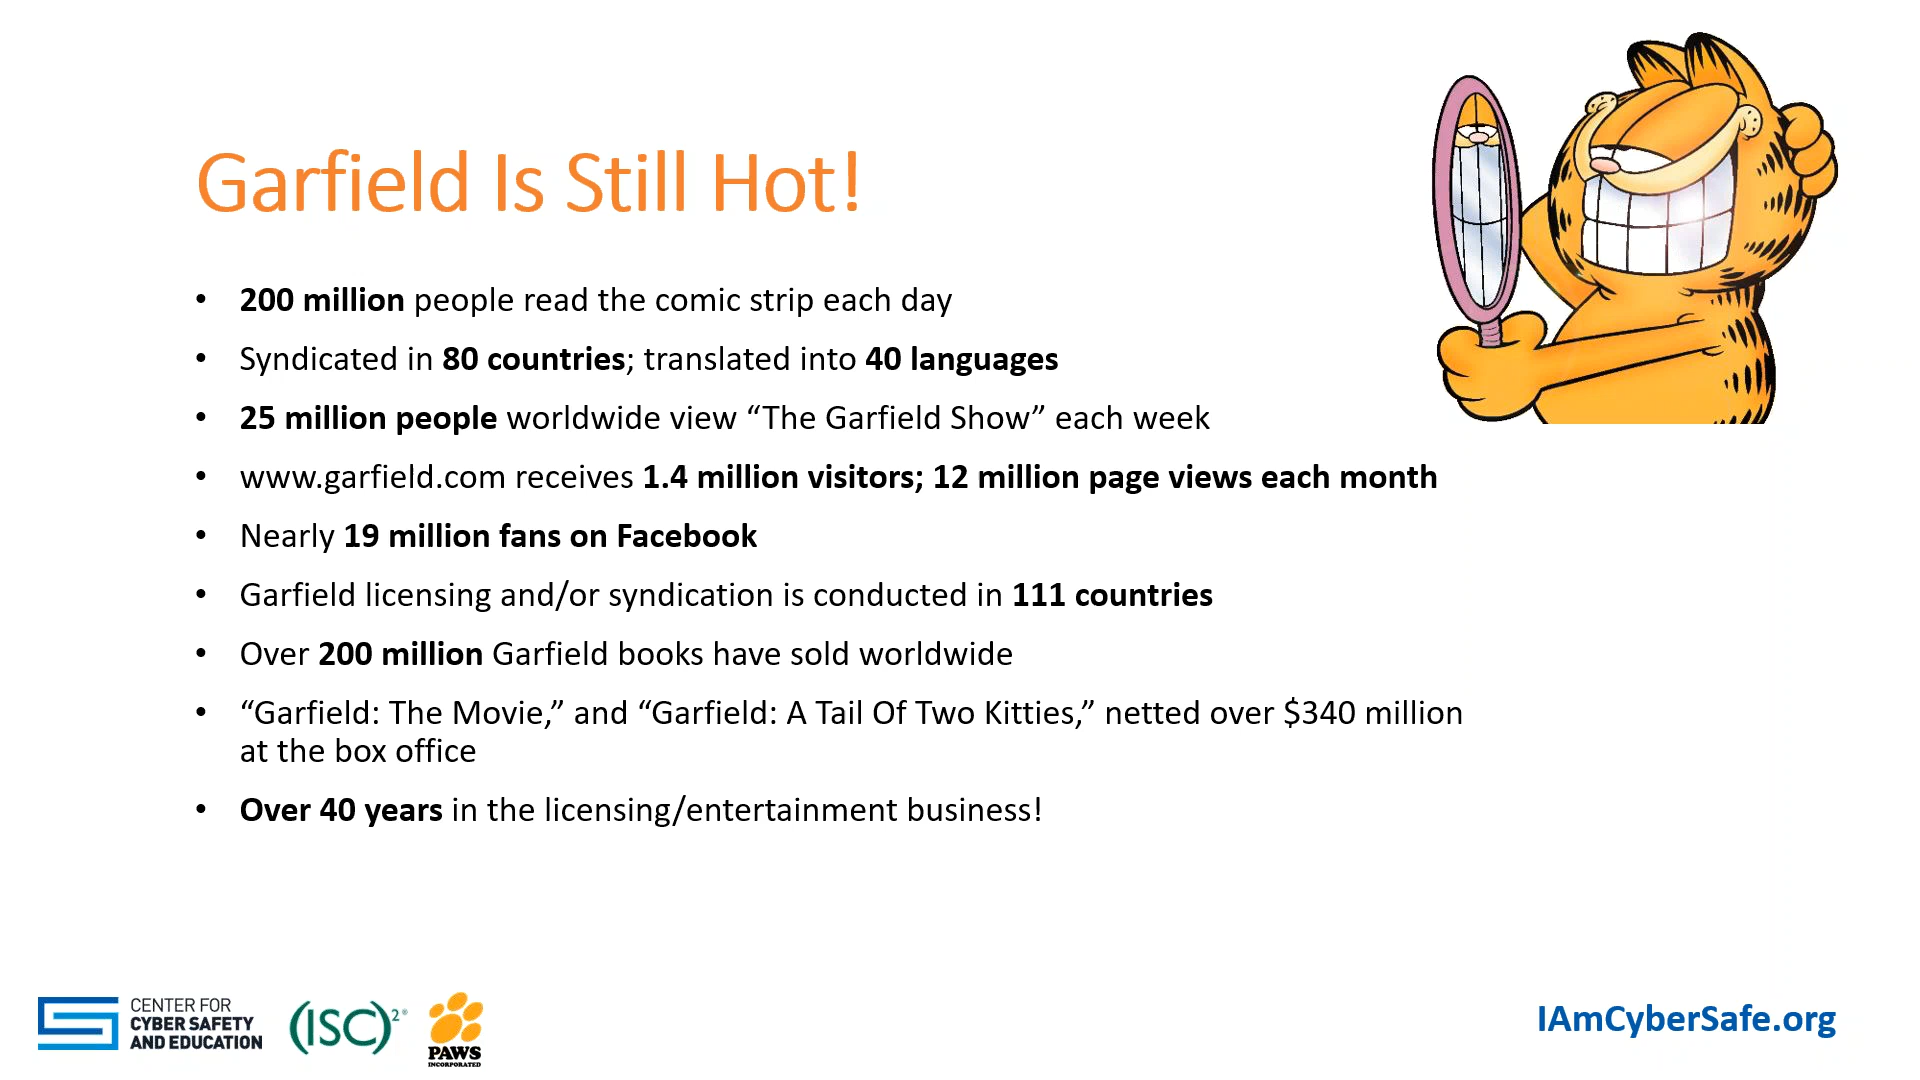 Garfield Is Still Hot!
• 200 million people read the comic strip each day
• Syndicated in 80 countries; translated into 40 languages
• 25 million people worldwide view “The Garfield Show” each week
• www.garfield.com receives 1.4 million visitors; 12 million page views each month
• Nearly 19 million fans on Facebook
• Garfield licensing and/or syndication is conducted in 111 countries
• Over 200 million Garfield books have sold worldwide
• “Garfield: The Movie,” and “Garfield: A Tail Of Two Kitties,” netted over $340 million
at the box office
• Over 40 years in the licensing/entertainment business!
CENTER FOR
CYBER SAFETY
AND EDUCATION
(ISC)²®
PAWS
INCORPORATED
IAmCyberSafe.org